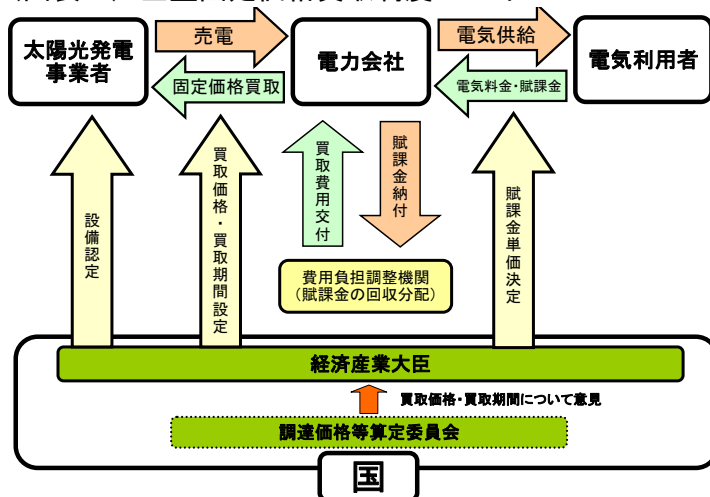 太陽光発電
事業者
売電
固定価格買取
電力会社
電気供給
電気料金・賦課金
電気利用者
設備認定
買取価格・買取期間設定
買取費用交付
賦課金納付
賦課金単価決定
費用負担調整機関
(賦課金の回収分配)
経済産業大臣
買取価格・買取期間について意見
調達価格等算定委員会
国